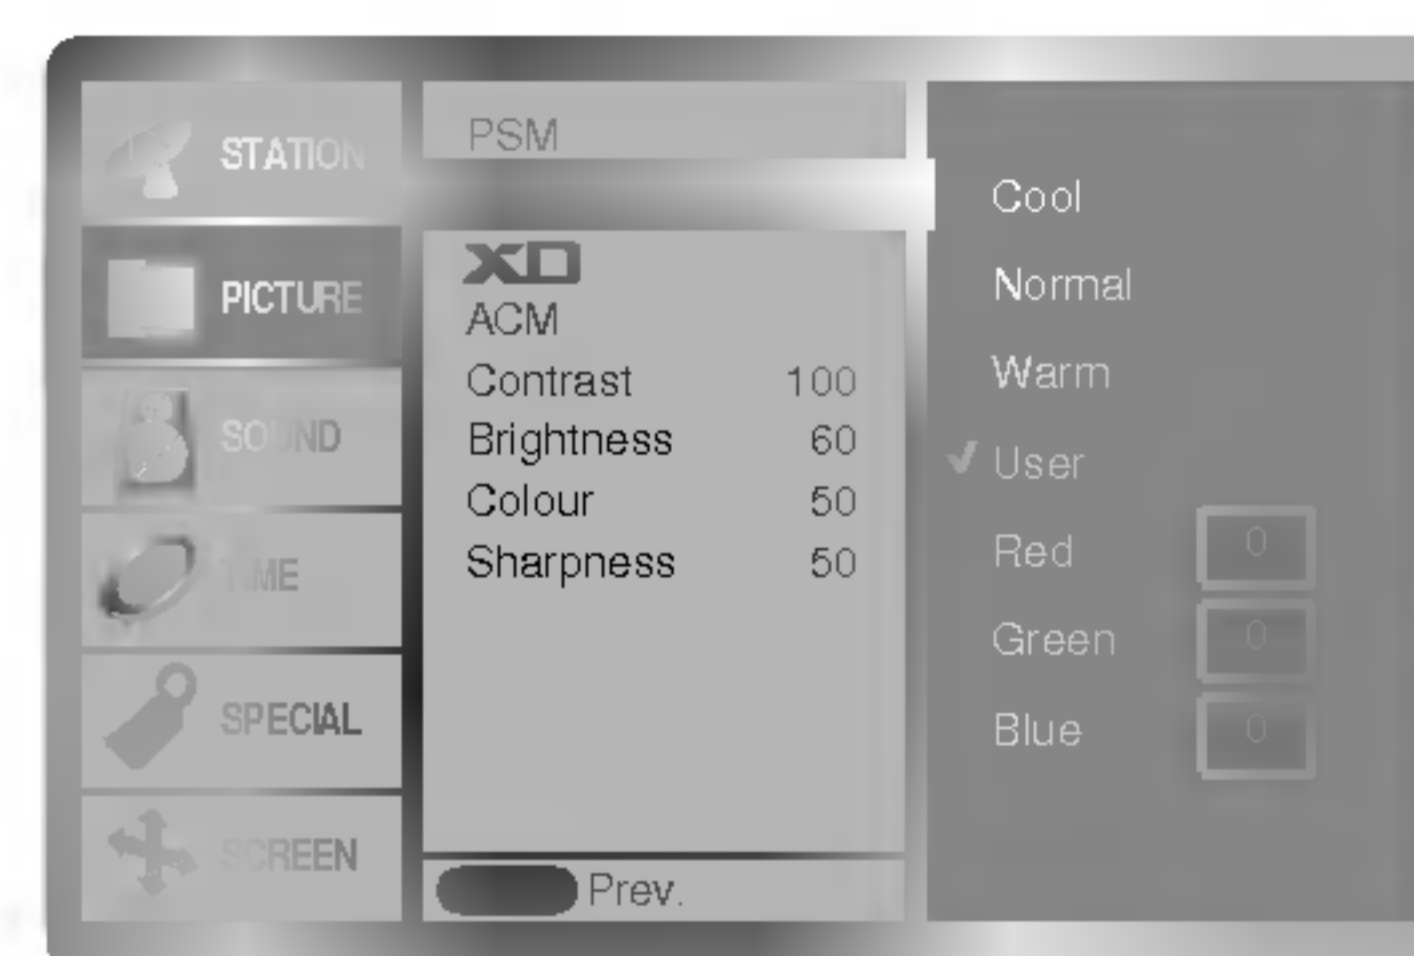 STATION
PICTURE
SOUND
TIME
SPECIAL
SCREEN
PSM
XD
ACM
Contrast 100
Brightness 60
Colour 50
Sharpness 50
Prev.
Cool
Normal
Warm
✓ User
Red 0
Green 0
Blue 0